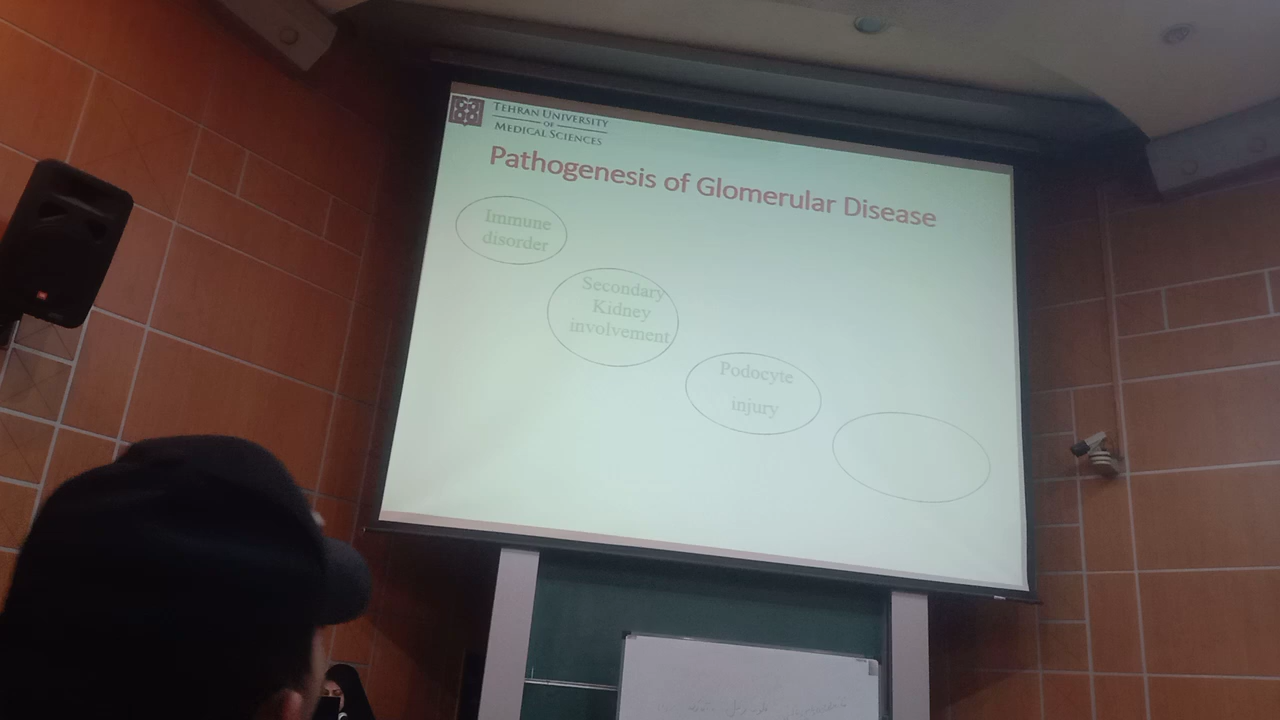 TEHRAN UNIVERSITY
OF
MEDICAL SCIENCES
Pathogenesis of Glomerular Disease
Immune
disorder
Secondary
Kidney
involvement
Podocyte
injury